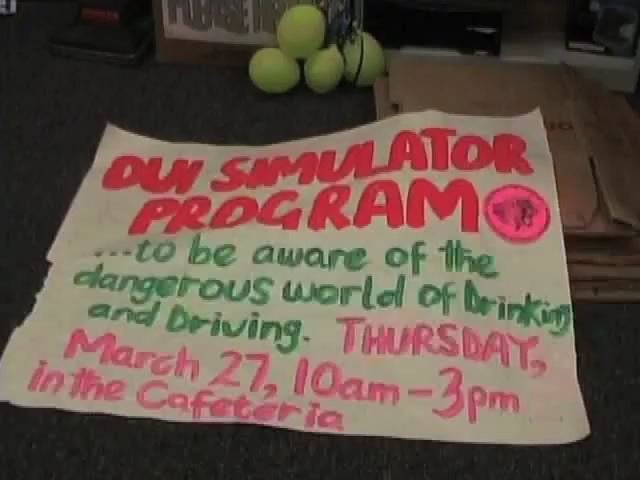 PLEASE
DUI SIMULATOR
PROGRAM
...to be aware of the
dangerous world of Drinking
and Driving. THURSDAY,
March 27, 10am-3pm
in the Cafeteria